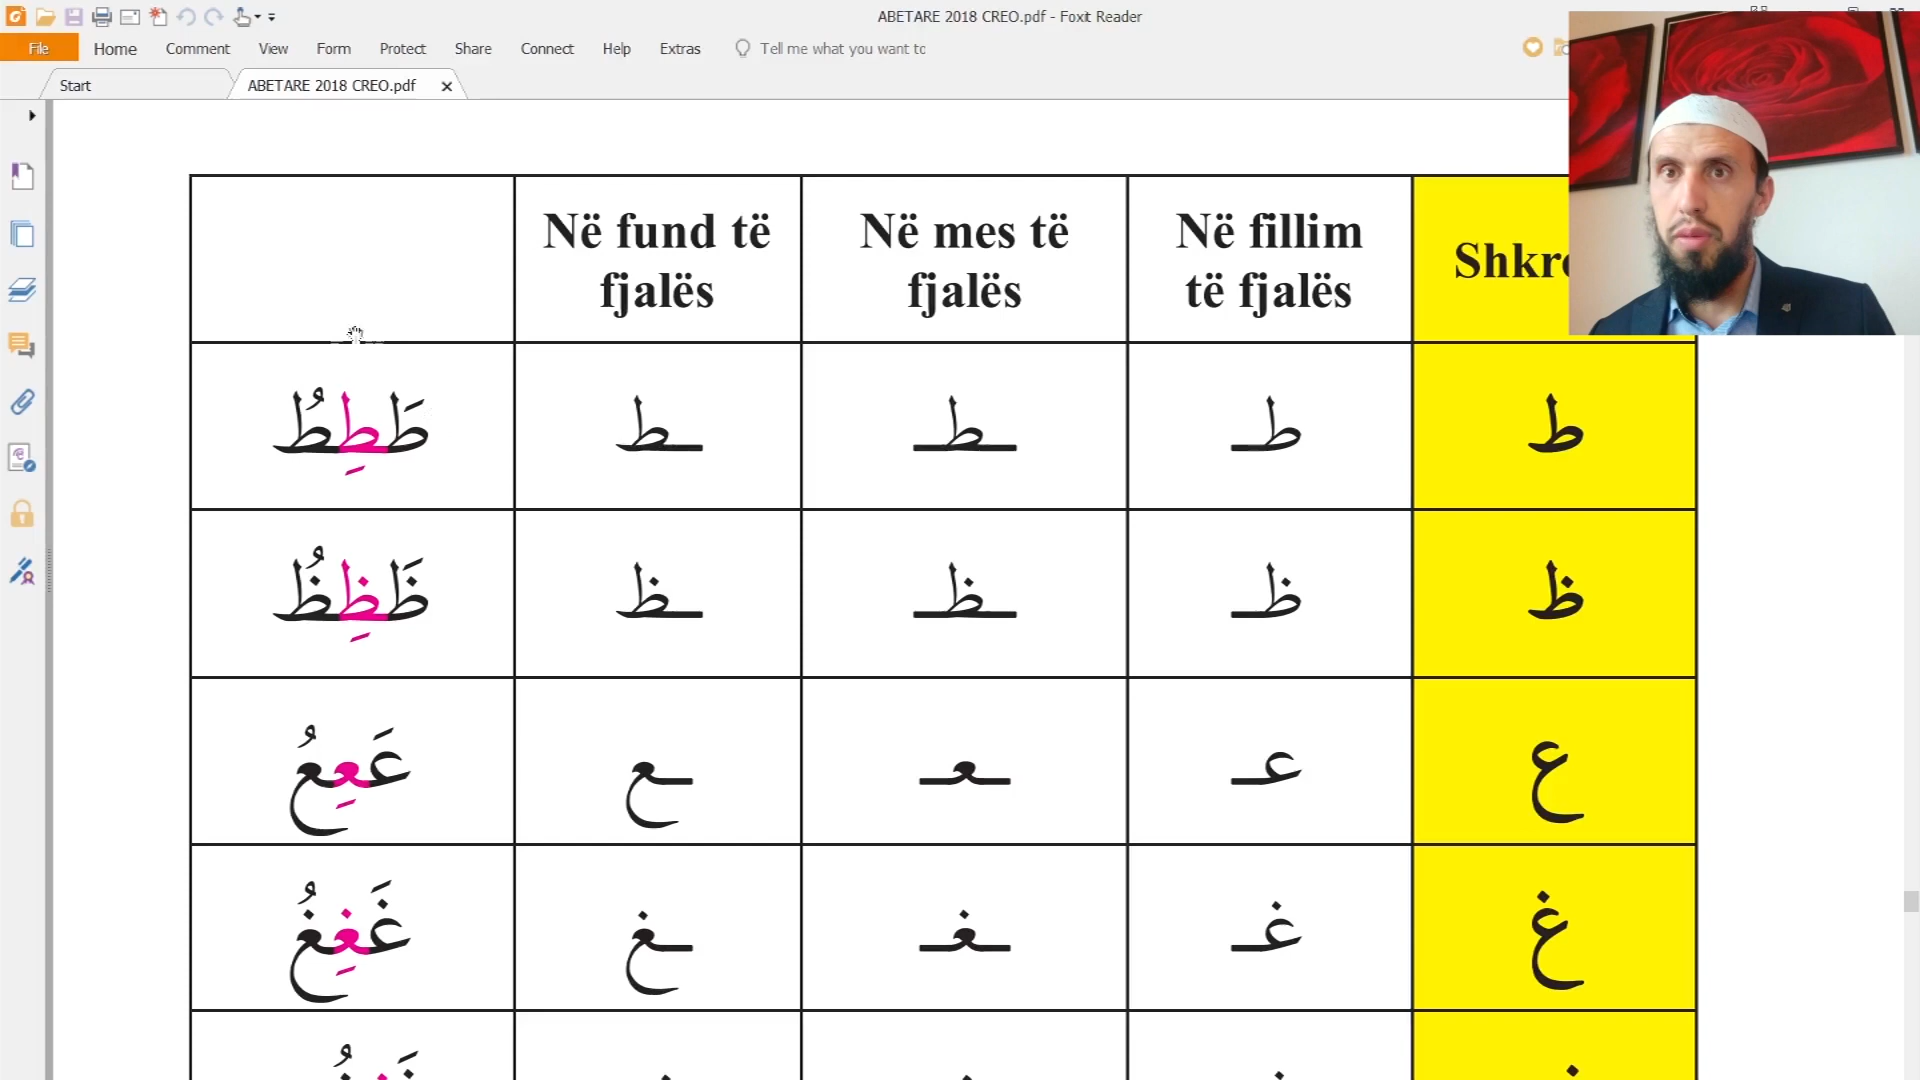 ABETARE 2018 CREO.pdf - Foxit Reader
File Home Comment View Form Protect Share Connect Help Extras Tell me what you want to
Start ABETARE 2018 CREO.pdf
Në fund të fjalës
Në mes të fjalës
Në fillim të fjalës
طَطِطُ ـط ـطـ طـ ط
ظَظِظُ ـظ ـظـ ظـ ظ
عَعِعُ ـع ـعـ عـ ع
غَغِغُ ـغ ـغـ غـ غ